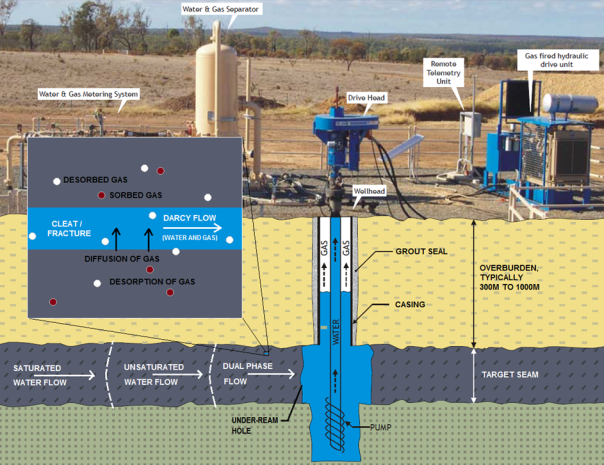 Water & Gas Separator
Gas fired hydraulic
drive unit
Remote
Telemetry
Unit
Water & Gas Metering System
Drive Head
Wellhead
DESORBED GAS
SORBED GAS
CLEAT /
FRACTURE
DARCY FLOW
(WATER AND GAS)
DIFFUSION OF GAS
DESORPTION OF GAS
GAS
GAS
WATER
GROUT SEAL
CASING
OVERBURDEN,
TYPICALLY
300M TO 1000M
SATURATED
WATER FLOW
UNSATURATED
WATER FLOW
DUAL PHASE
FLOW
TARGET SEAM
UNDER-REAM
HOLE
PUMP